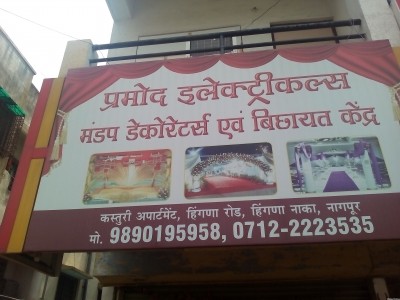 प्रमोद इलेक्ट्रीकल्स
मंडप डेकोरेटर्स एवं बिछायत केंद्र
कस्तुरी अपार्टमेंट, हिंगणा रोड, हिंगणा नाका, नागपूर
मो. 9890195958, 0712-2223535